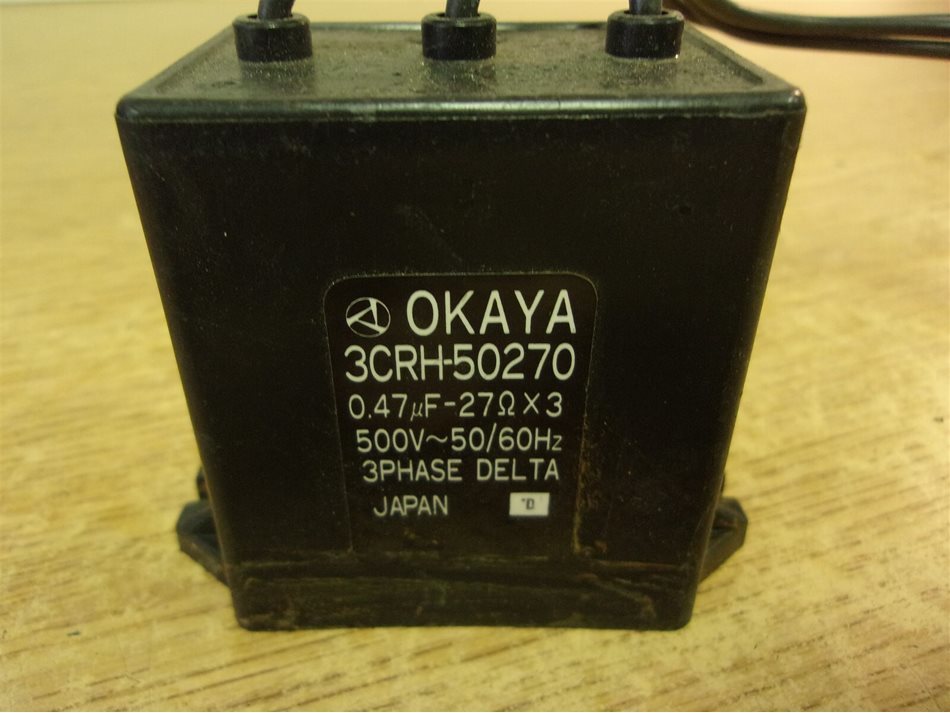 OKAYA
3CRH-50270
0.47µF-27Ω×3
500V~50/60Hz
3PHASE DELTA
JAPAN